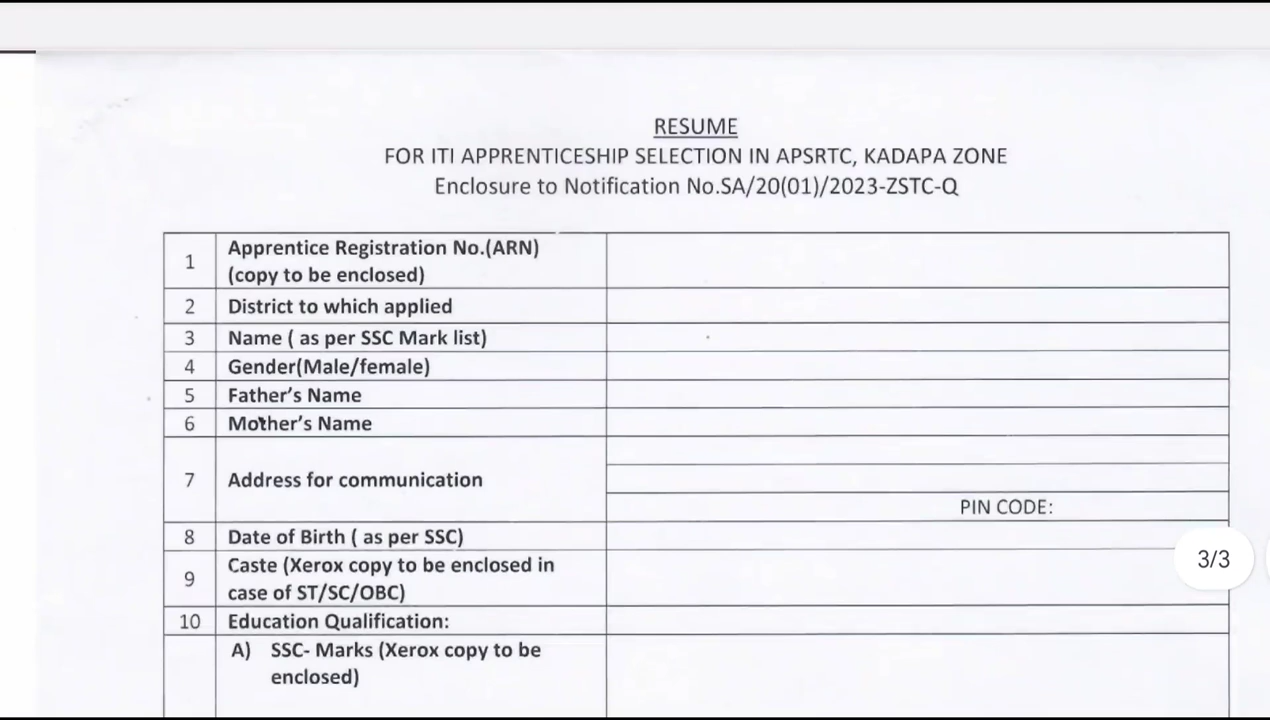 RESUME
FOR ITI APPRENTICESHIP SELECTION IN APSRTC, KADAPA ZONE
Enclosure to Notification No.SA/20(01)/2023-ZSTC-Q
1 Apprentice Registration No.(ARN)
(copy to be enclosed)
2 District to which applied
3 Name ( as per SSC Mark list)
4 Gender(Male/female)
5 Father's Name
6 Mother's Name
7 Address for communication
PIN CODE:
8 Date of Birth ( as per SSC)
9 Caste (Xerox copy to be enclosed in
case of ST/SC/OBC)
3/3
10 Education Qualification:
A) SSC- Marks (Xerox copy to be
enclosed)